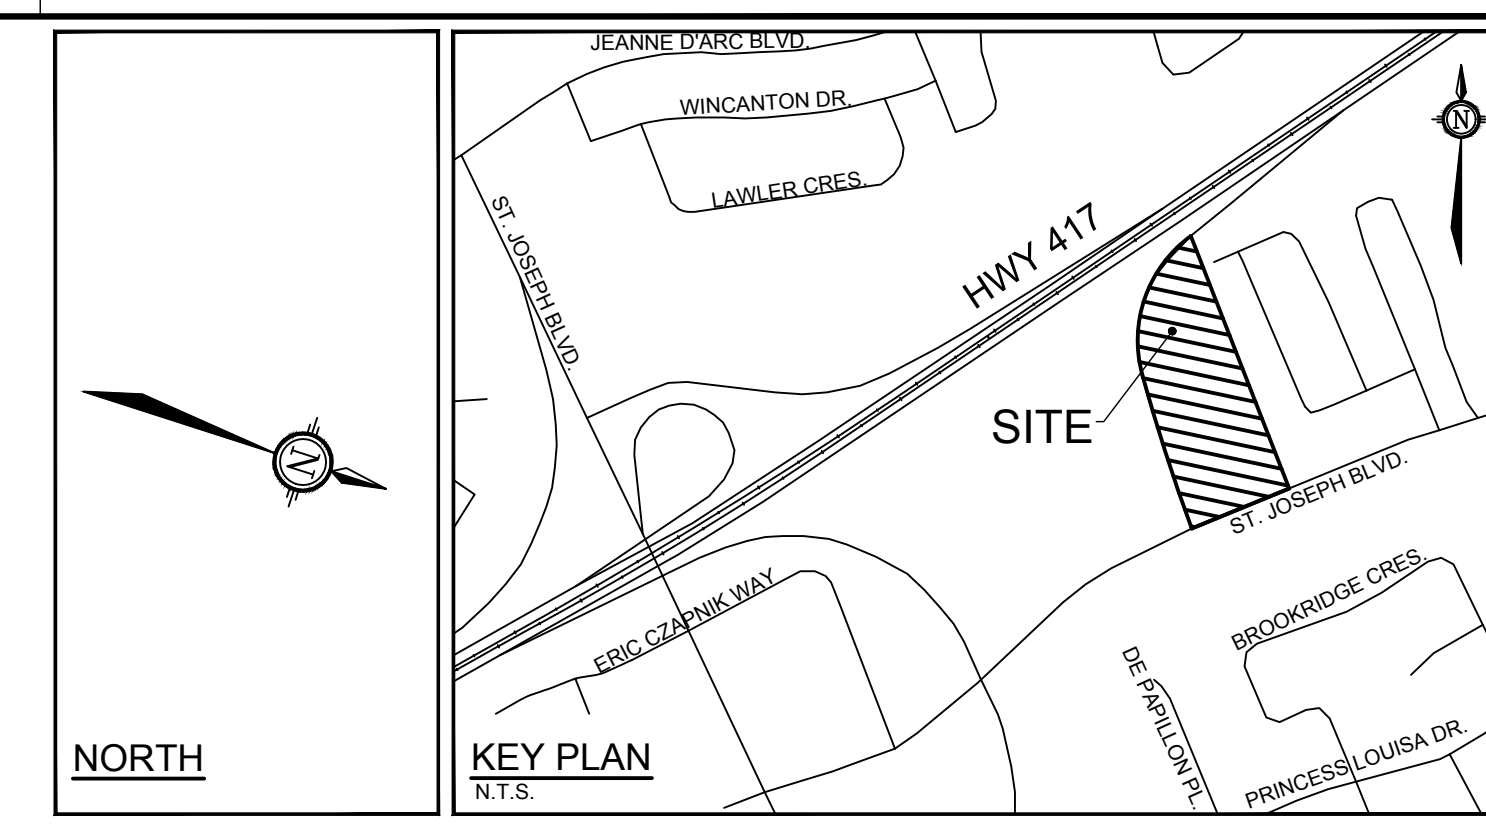 JEANNE D'ARC BLVD.
WINCANTON DR.
LAWLER CRES.
ST. JOSEPH BLVD.
HWY 417
N
SITE
ST. JOSEPH BLVD.
N
ERIC CZAPNIK WAY
BROOKRIDGE CRES.
DE PAPILLON PL.
PRINCESS LOUISA DR.
NORTH
KEY PLAN
N.T.S.